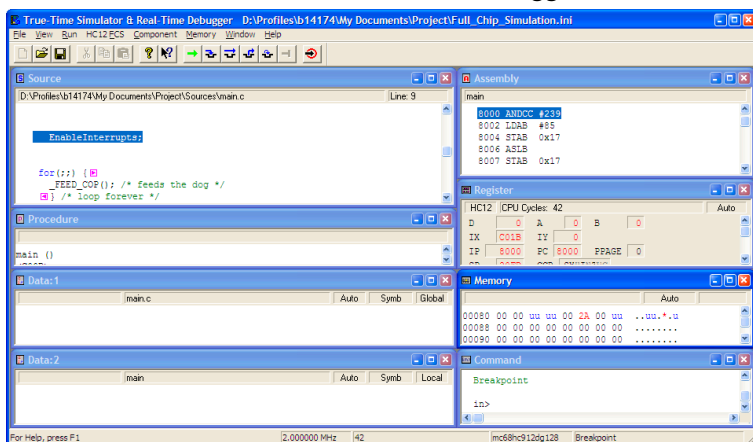 True-Time Simulator & Real-Time Debugger D:\Profiles\b14174\My Documents\Project\Full_Chip_Simulation.ini
File View Run HC12FCS Component Memory Window Help
Source
D:\Profiles\b14174\My Documents\Project\Sources\main.c Line: 9
EnableInterrupts;
for(;;) {
_FEED_COP(); /* feeds the dog */
} /* loop forever */
Procedure
main ()
Data:1
main.c Auto Symb Global
Data:2
main Auto Symb Local
Assembly
main
8000 ANDCC #239
8002 LDAB #85
8004 STAB 0x17
8006 ASLB
8007 STAB 0x17
Register
HC12 CPU Cycles: 42 Auto
D 0 A 0 B 0
IX C01B IY 0
IP 8000 PC 8000 PPAGE 0
Memory
Auto
00080 00 00 uu uu 00 2A 00 uu ..uu.*.u
00088 00 00 00 00 00 00 00 00 ........
00090 00 00 00 00 00 00 00 00 ........
Command
Breakpoint
in>
For Help, press F1 2.000000 MHz 42 mc68hc912dg128 Breakpoint